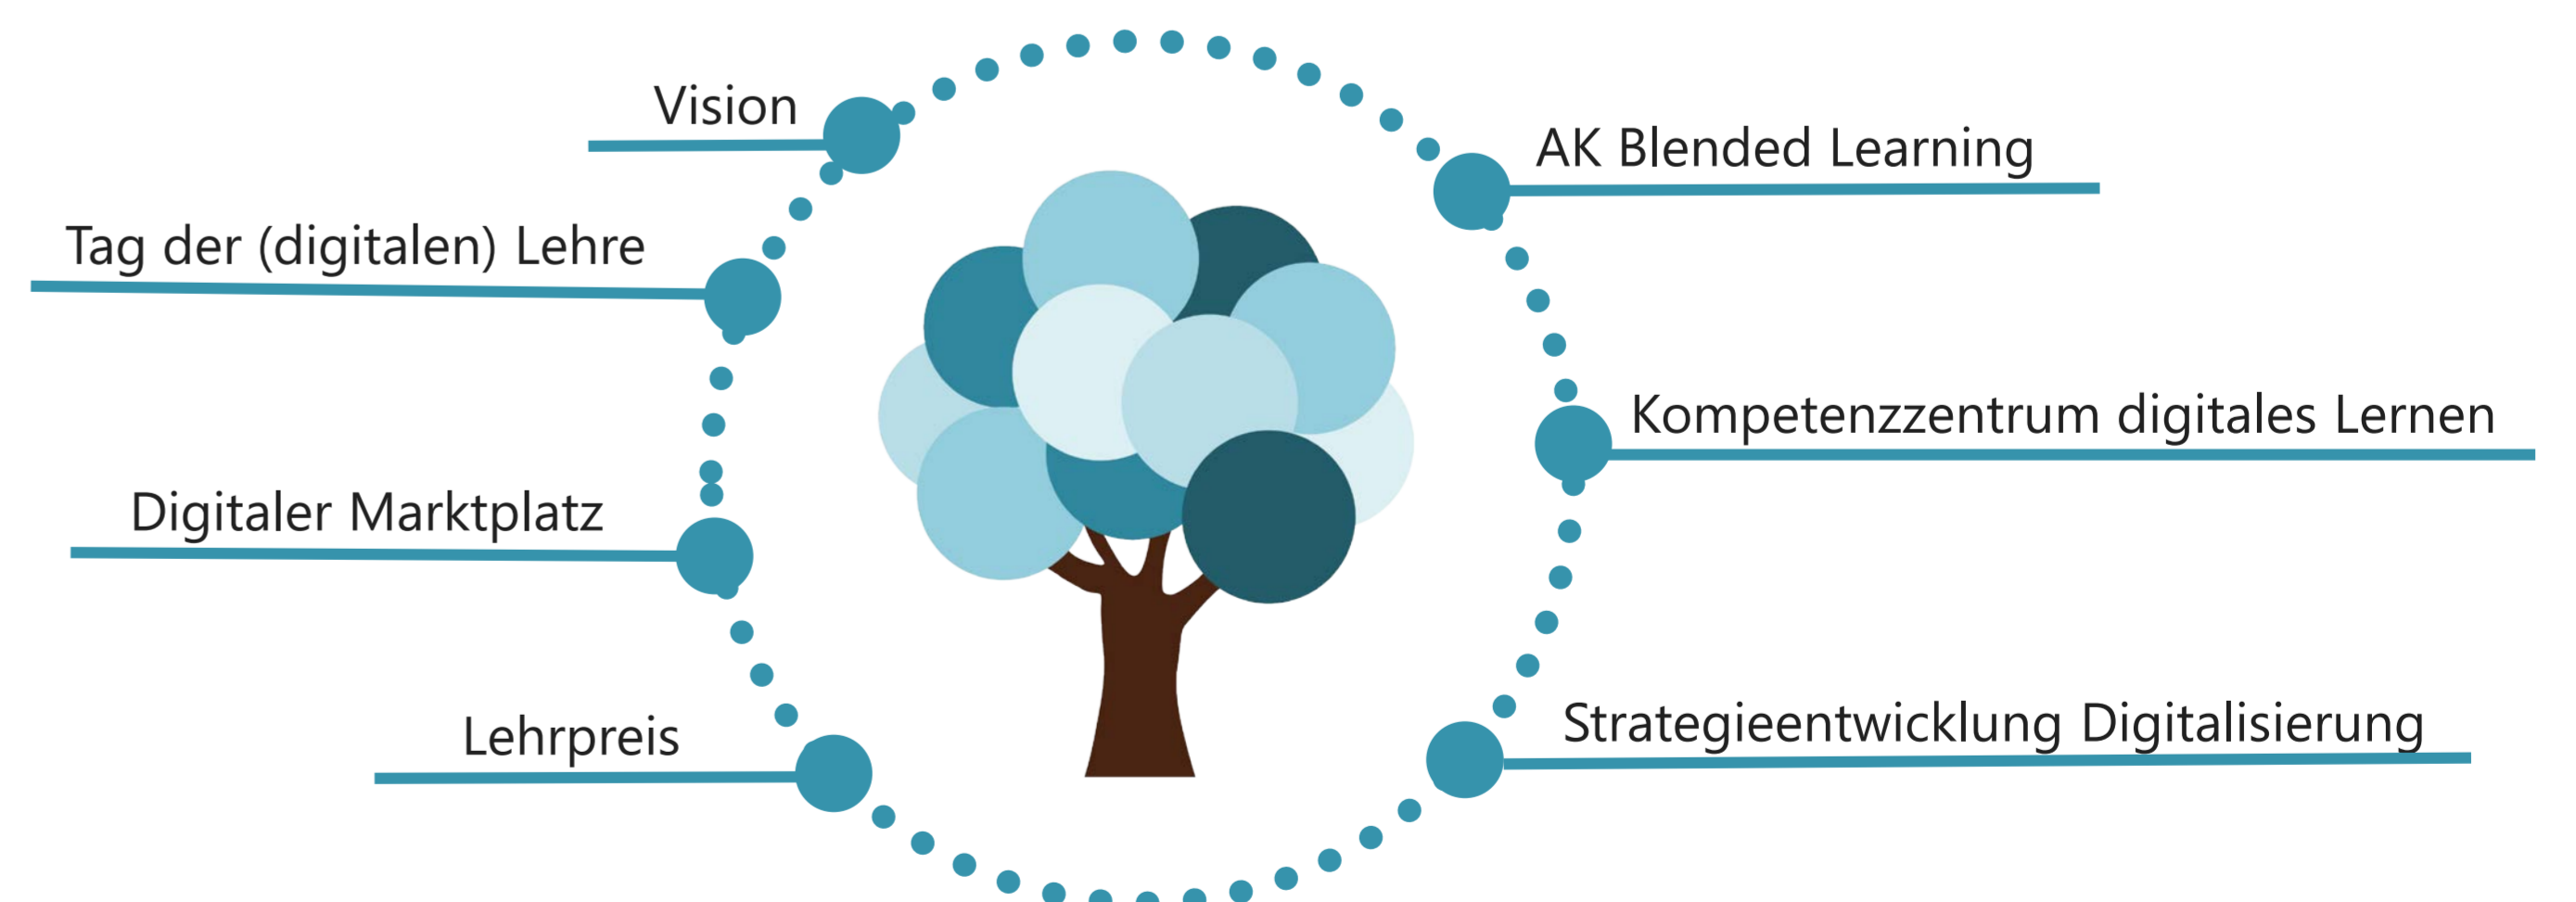 Vision
Tag der (digitalen) Lehre
Digitaler Marktplatz
Lehrpreis
AK Blended Learning
Kompetenzzentrum digitales Lernen
Strategieentwicklung Digitalisierung